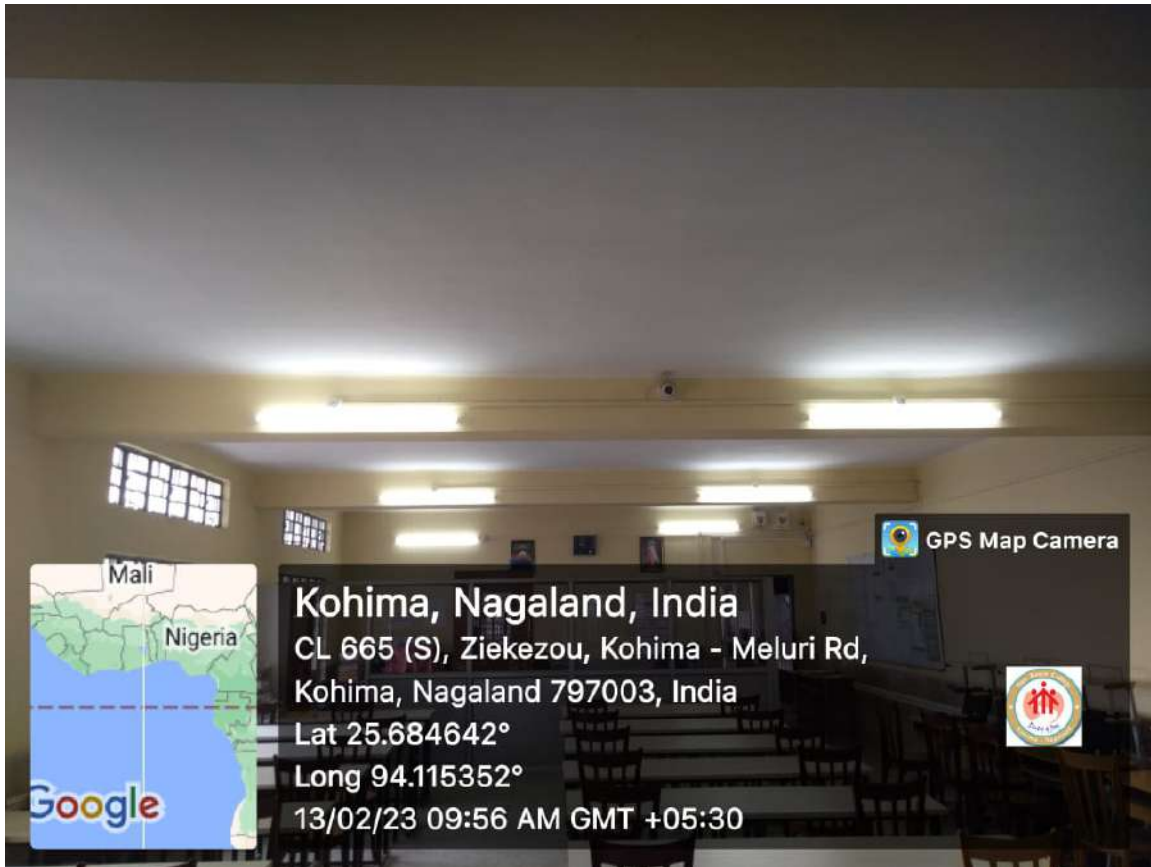 GPS Map Camera
Mali
Nigeria
Google
Kohima, Nagaland, India
CL 665 (S), Ziekezou, Kohima - Meluri Rd,
Kohima, Nagaland 797003, India
Lat 25.684642°
Long 94.115352°
13/02/23 09:56 AM GMT +05:30